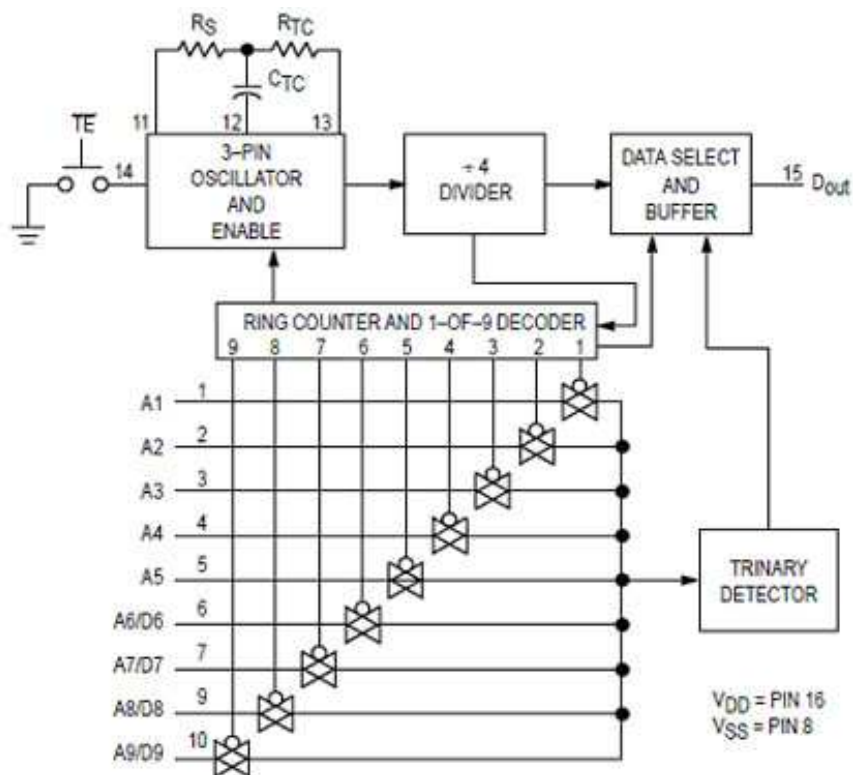 RS RTC
CTC
11 12 13
TE
14
3–PIN
OSCILLATOR
AND
ENABLE
÷ 4
DIVIDER
DATA SELECT
AND
BUFFER
15 Dout
RING COUNTER AND 1–OF–9 DECODER
9 8 7 6 5 4 3 2 1
A1 1
A2 2
A3 3
A4 4
A5 5
A6/D6 6
A7/D7 7
A8/D8 9
A9/D9 10
TRINARY
DETECTOR
VDD = PIN 16
VSS = PIN 8